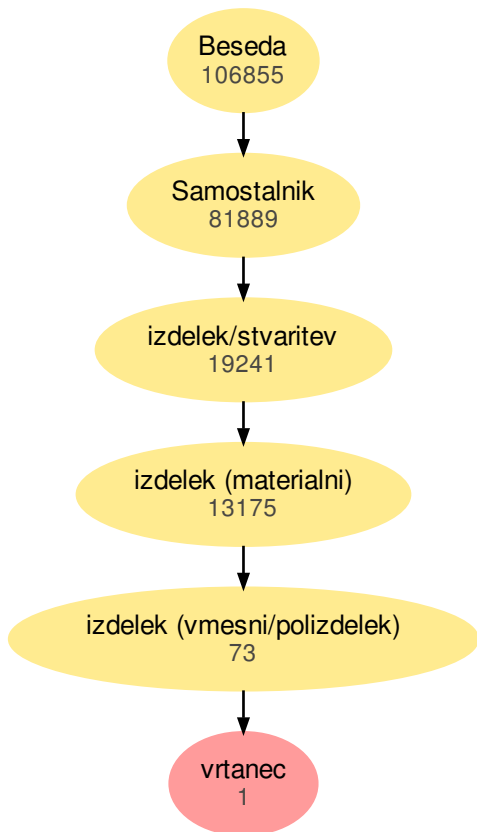 Beseda
106855
Samostalnik
81889
izdelek/stvaritev
19241
izdelek (materialni)
13175
izdelek (vmesni/polizdelek)
73
vrtanec
1